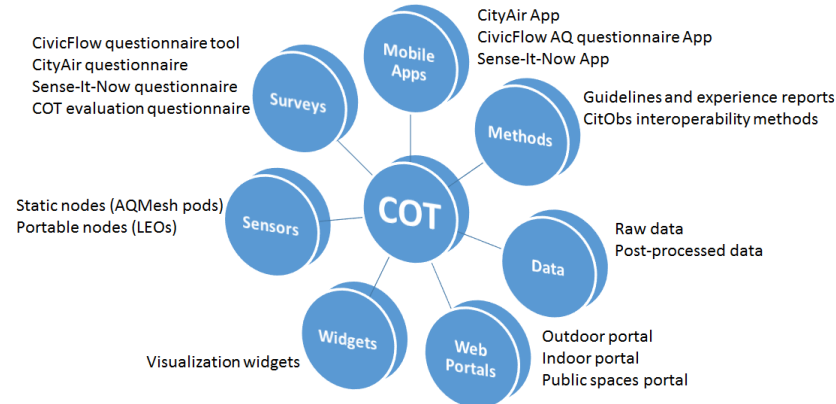 CityAir App
CivicFlow AQ questionnaire App
Sense-It-Now App
Mobile
Apps
CivicFlow questionnaire tool
CityAir questionnaire
Sense-It-Now questionnaire
COT evaluation questionnaire
Surveys
Guidelines and experience reports
CitObs interoperability methods
Methods
Static nodes (AQMesh pods)
Portable nodes (LEOs)
Sensors
COT
Raw data
Post-processed data
Data
Visualization widgets
Widgets
Web
Portals
Outdoor portal
Indoor portal
Public spaces portal